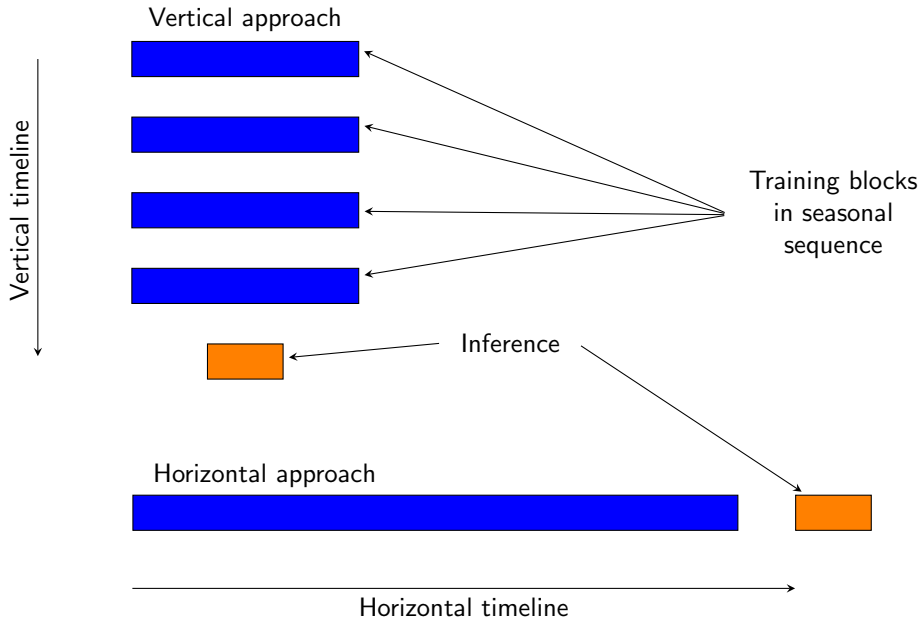 Vertical approach
Vertical timeline
Training blocks
in seasonal
sequence
Inference
Horizontal approach
Horizontal timeline